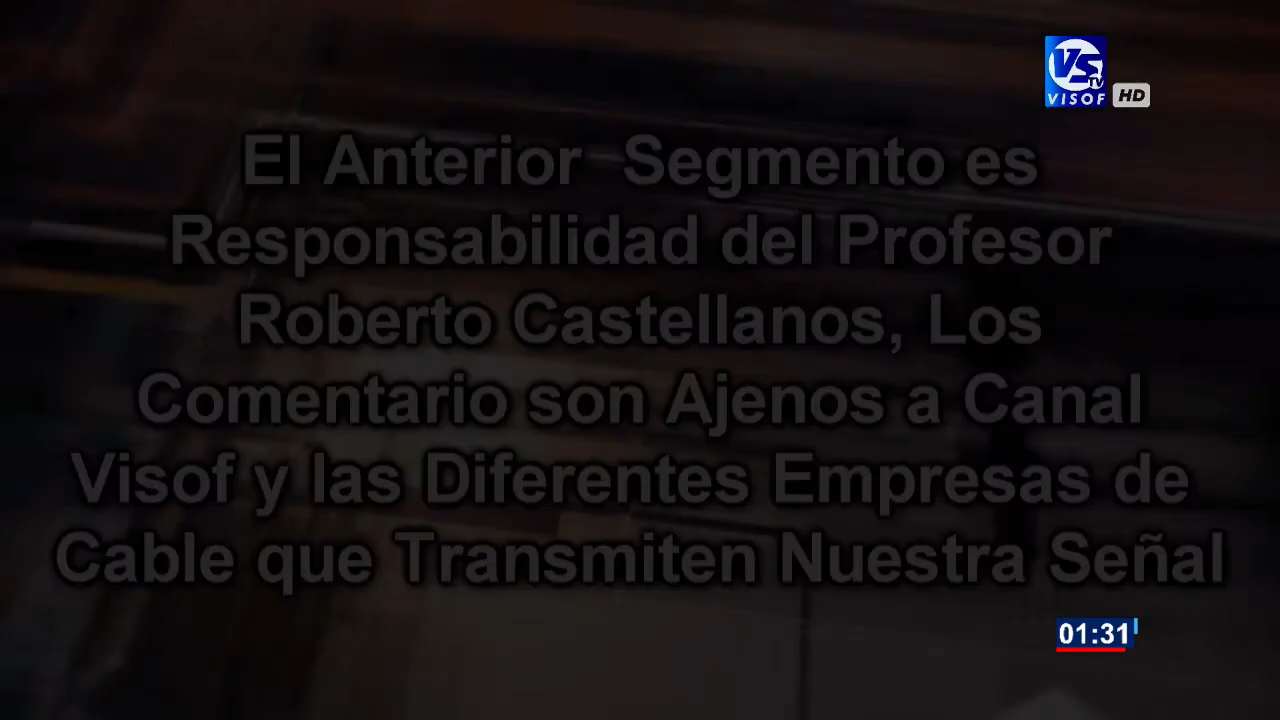 VS
TV
VISOF HD
El Anterior Segmento es
Responsabilidad del Profesor
Roberto Castellanos, Los
Comentario son Ajenos a Canal
Visof y las Diferentes Empresas de
Cable que Transmiten Nuestra Señal
01:31